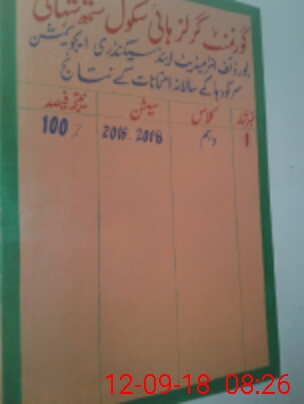 گورنمنٹ گرلز ہائی سکول
بورڈ آف انٹرمیڈیٹ اینڈ سیکنڈری ایجوکیشن
سرگودہا کے سالانہ امتحانات کے نتائج
نمبر شمار کلاس سیشن نتیجہ فیصد
1 دہم 2016-2018 100%
12-09-18 08:26